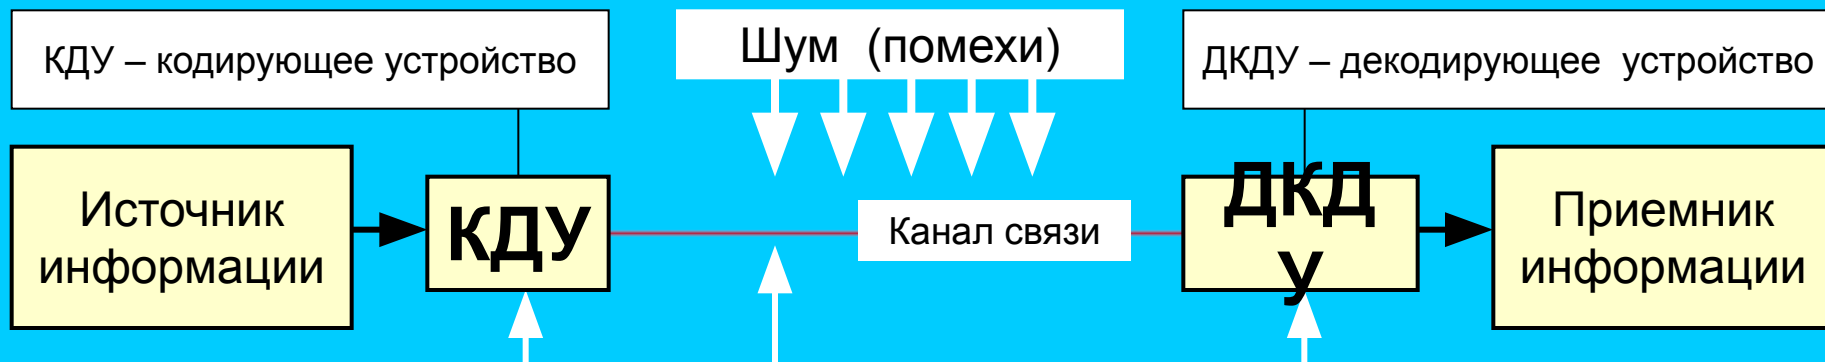 КДУ – кодирующее устройство
Шум (помехи)
ДКДУ – декодирующее устройство
Источник
информации
КДУ
Канал связи
ДКД
У
Приемник
информации